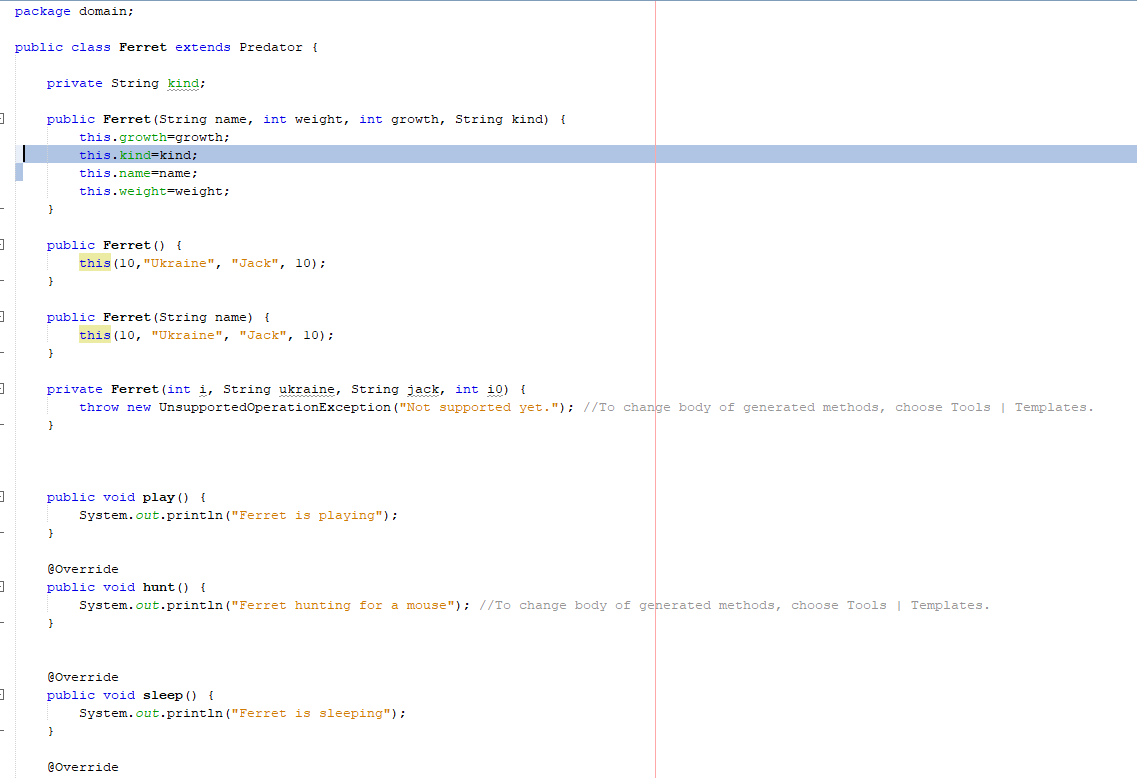 package domain;
public class Ferret extends Predator {
private String kind;
public Ferret(String name, int weight, int growth, String kind) {
this.growth=growth;
this.kind=kind;
this.name=name;
this.weight=weight;
}
public Ferret() {
this(10,"Ukraine", "Jack", 10);
}
public Ferret(String name) {
this(10, "Ukraine", "Jack", 10);
}
private Ferret(int i, String ukraine, String jack, int i0) {
throw new UnsupportedOperationException("Not supported yet."); //To change body of generated methods, choose Tools | Templates.
}
public void play() {
System.out.println("Ferret is playing");
}
@Override
public void hunt() {
System.out.println("Ferret hunting for a mouse"); //To change body of generated methods, choose Tools | Templates.
}
@Override
public void sleep() {
System.out.println("Ferret is sleeping");
}
@Override